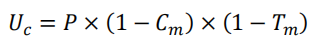 U_c = P × (1 − C_m) × (1 − T_m)